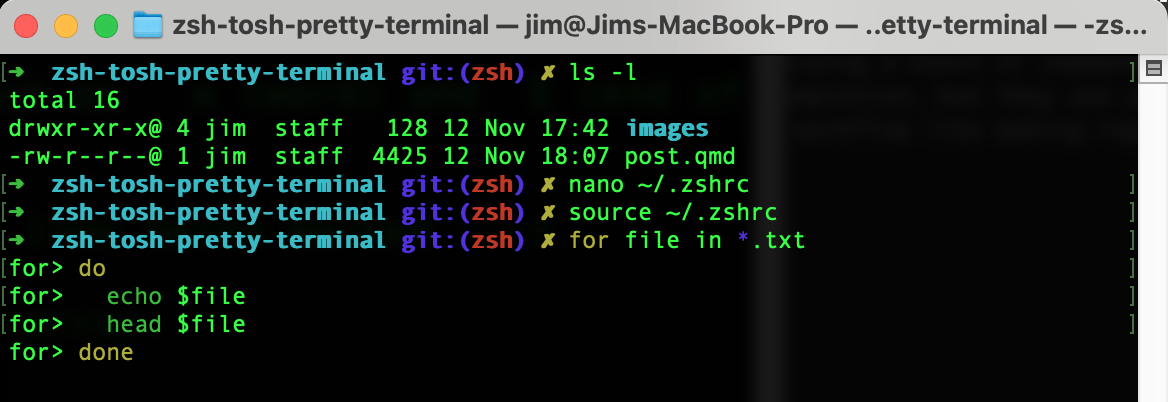 zsh-tosh-pretty-terminal — jim@Jims-MacBook-Pro — ..etty-terminal — -zs...
[➜  zsh-tosh-pretty-terminal git:(zsh) ✗ ls -l ]
total 16
drwxr-xr-x@ 4 jim  staff   128 12 Nov 17:42 images
-rw-r--r--@ 1 jim  staff  4425 12 Nov 18:07 post.qmd
[➜  zsh-tosh-pretty-terminal git:(zsh) ✗ nano ~/.zshrc ]
[➜  zsh-tosh-pretty-terminal git:(zsh) ✗ source ~/.zshrc ]
[➜  zsh-tosh-pretty-terminal git:(zsh) ✗ for file in *.txt ]
[for> do ]
[for>   echo $file ]
[for>   head $file ]
for> done